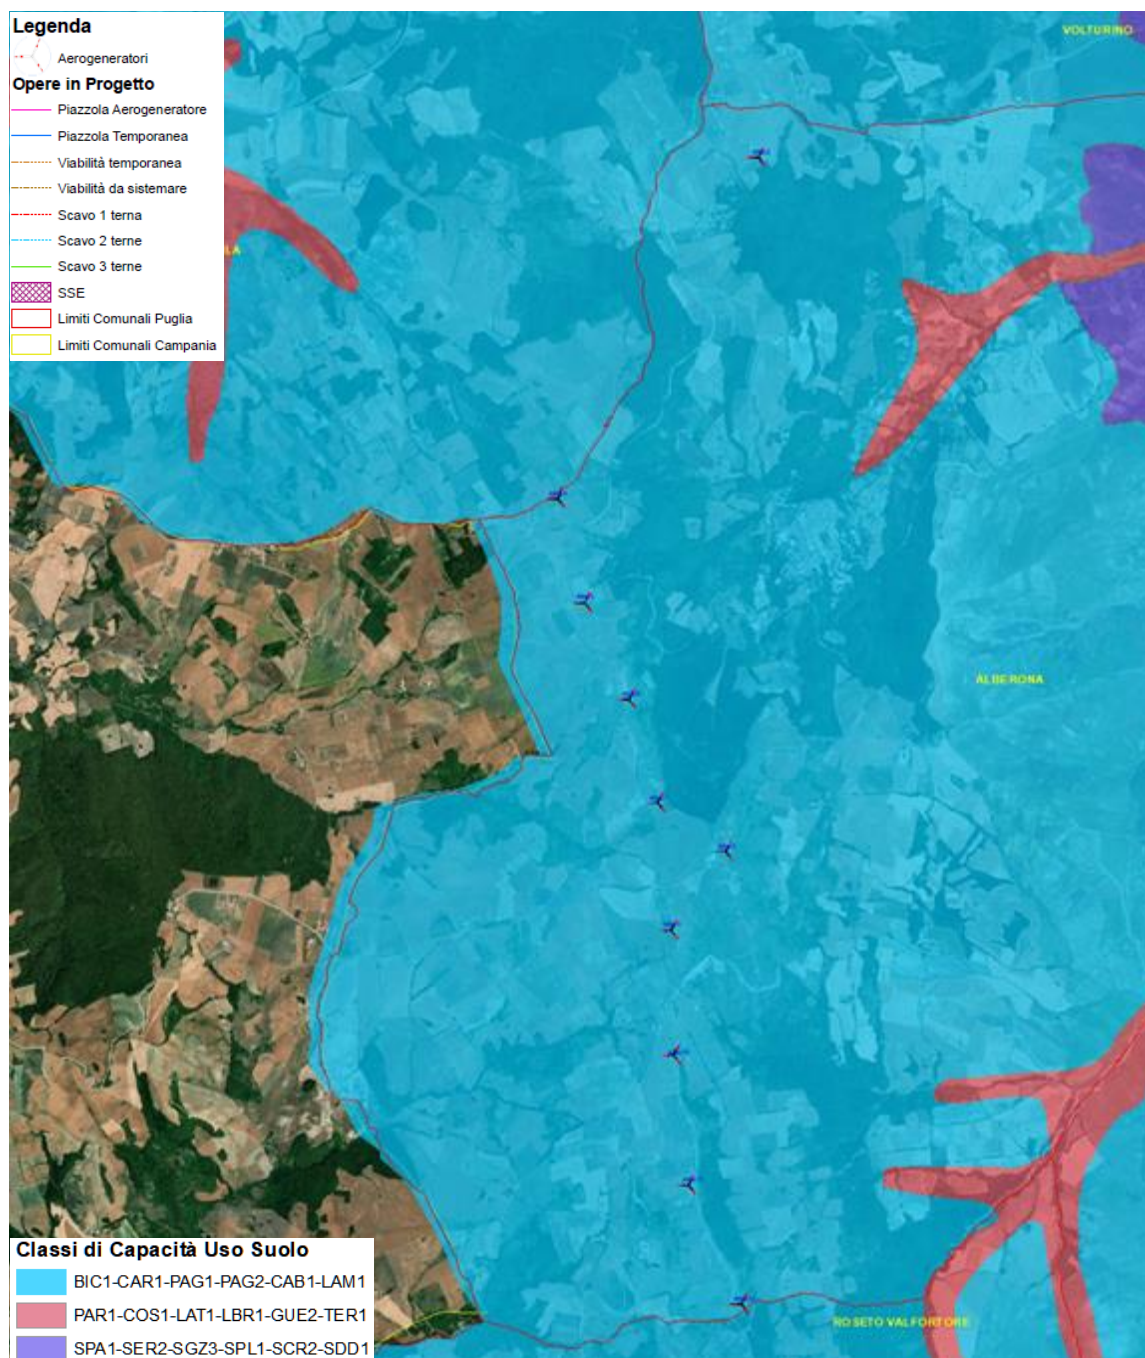 Legenda
Aerogeneratori
Opere in Progetto
Piazzola Aerogeneratore
Piazzola Temporanea
Viabilità temporanea
Viabilità da sistemare
Scavo 1 terna
Scavo 2 terne
Scavo 3 terne
SSE
Limiti Comunali Puglia
Limiti Comunali Campania
VOLTURINO
LA
ALBERONA
ROSETO VALFORTORE
Classi di Capacità Uso Suolo
BIC1-CAR1-PAG1-PAG2-CAB1-LAM1
PAR1-COS1-LAT1-LBR1-GUE2-TER1
SPA1-SER2-SGZ3-SPL1-SCR2-SDD1